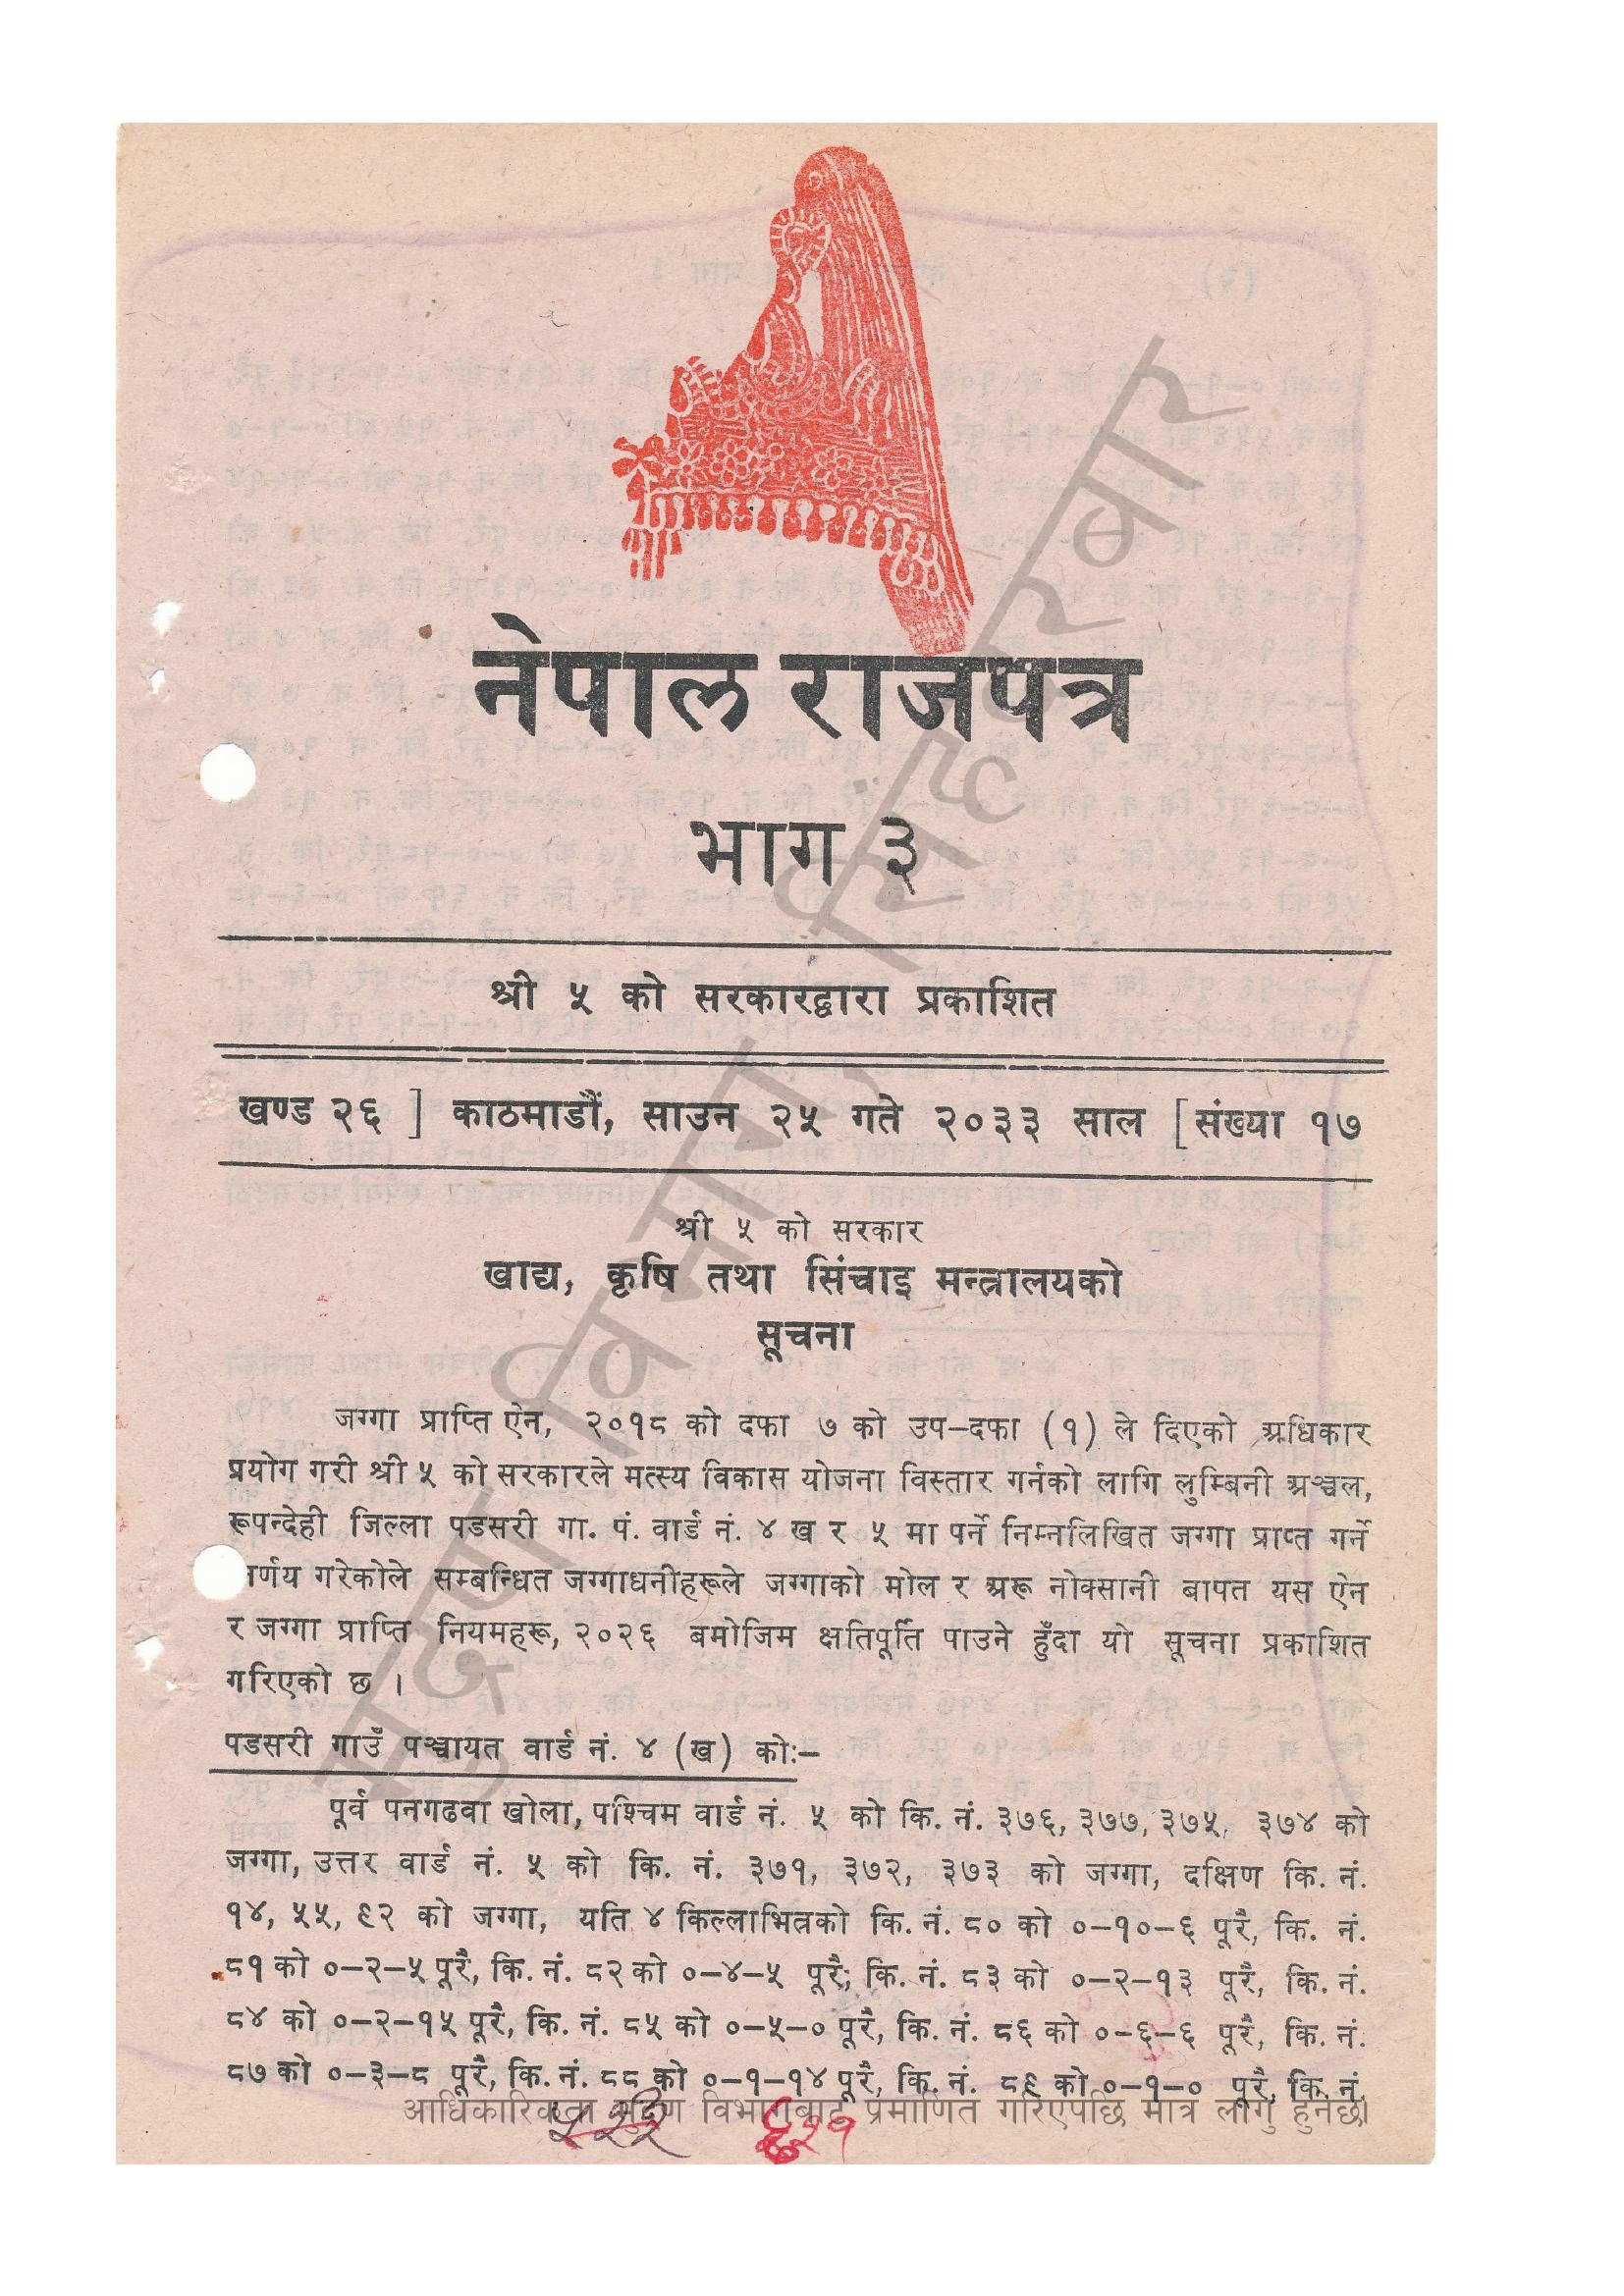 नेपाल राजपत्र
भाग ३
श्री ५ को सरकारद्वारा प्रकाशित
खण्ड २६ ] काठमाडौं, साउन २५ गते २०३३ साल [ संख्या १७
श्री ५ को सरकार
खाद्य, कृषि तथा सिंचाइ मन्त्रालयको
सूचना
जग्गा प्राप्ति ऐन, २०१८ को दफा ७ को उप–दफा (१) ले दिएको अधिकार
प्रयोग गरी श्री ५ को सरकारले मत्स्य विकास योजना विस्तार गर्नको लागि लुम्बिनी अञ्चल,
रूपन्देही जिल्ला पडसरी गा. पं. वार्ड नं. ४ ख र ५ मा पर्ने निम्नलिखित जग्गा प्राप्त गर्ने
र्णय गरेकोले सम्बन्धित जग्गाधनीहरूले जग्गाको मोल र अरू नोक्सानी बापत यस ऐन
र जग्गा प्राप्ति नियमहरू, २०२६ बमोजिम क्षतिपूर्ति पाउने हुँदा यो सूचना प्रकाशित
गरिएको छ ।
पडसरी गाउँ पञ्चायत वार्ड नं. ४ (ख) कोः–
पूर्व पनगढवा खोला, पश्चिम वार्ड नं. ५ को कि. नं. ३७६, ३७७, ३७५, ३७४ को
जग्गा, उत्तर वार्ड नं. ५ को कि. नं. ३७१, ३७२, ३७३ को जग्गा, दक्षिण कि. नं.
१४, ५५, ९२ को जग्गा, यति ४ किल्लाभित्रको कि. नं. ८० को ०–१०–६ पूरै, कि. नं.
८१ को ०–२–५ पूरै, कि. नं. ८२ को ०–४–५ पूरै; कि. नं. ८३ को ०–२–१३ पूरै, कि. नं.
८४ को ०–२–१५ पूरै, कि. नं. ८५ को ०–५–० पूरै, कि. नं. ८६ को ०–६–६ पूरै, कि. नं.
८७ को ०–३–८ पूरै, कि. नं. ८८ को ०–१–१४ पूरै, कि. नं. ८९ को ०–१–० पूरै, कि. नं.
आधिकारिकता मुद्रण विभागबाट प्रमाणित गरिएपछि मात्र लागु हुनेछ।
मुद्रण विभाग, सिंहदरवार